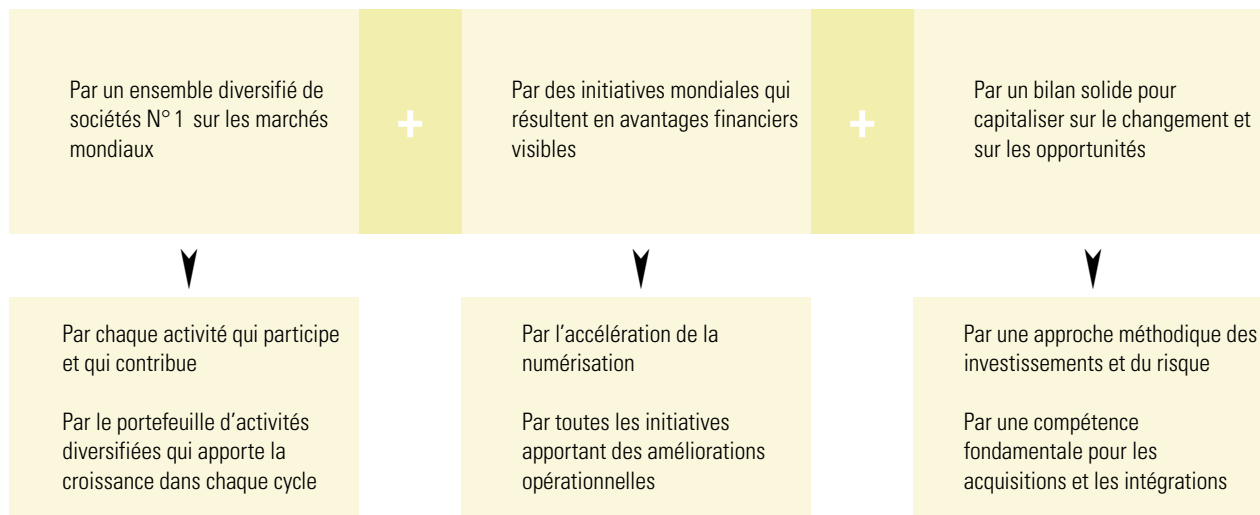 Par un ensemble diversifié de
sociétés N° 1 sur les marchés
mondiaux
+
Par des initiatives mondiales qui
résultent en avantages financiers
visibles
+
Par un bilan solide pour
capitaliser sur le changement et
sur les opportunités
Par chaque activité qui participe
et qui contribue
Par le portefeuille d'activités
diversifiées qui apporte la
croissance dans chaque cycle
Par l'accélération de la
numérisation
Par toutes les initiatives
apportant des améliorations
opérationnelles
Par une approche méthodique des
investissements et du risque
Par une compétence
fondamentale pour les
acquisitions et les intégrations